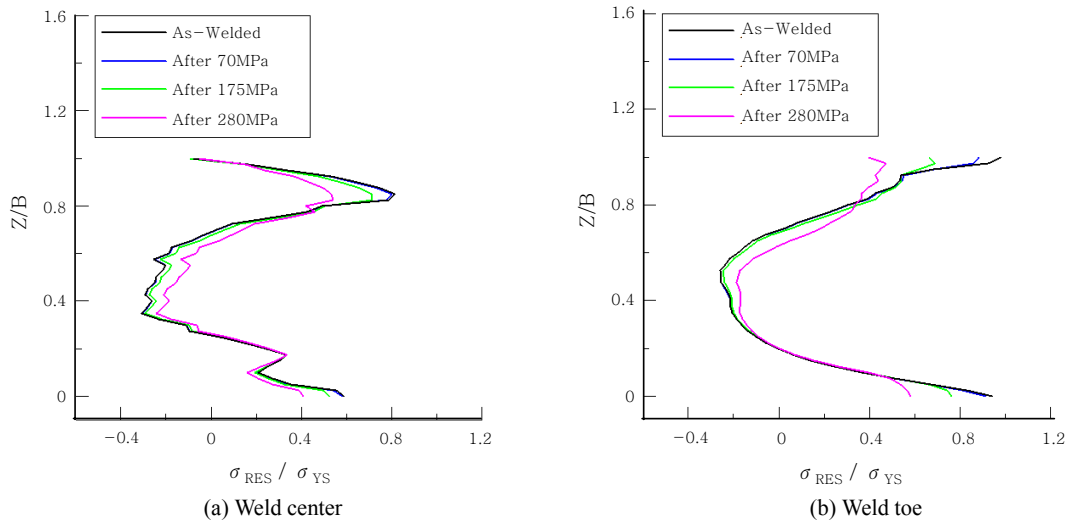 1.6
As-Welded
After 70MPa
After 175MPa
After 280MPa
1.2
0.8
0.4
0
Z/B
-0.4
0
0.4
0.8
1.2
σ RES / σ YS
(a) Weld center
1.6
As-Welded
After 70MPa
After 175MPa
After 280MPa
1.2
0.8
0.4
0
Z/B
-0.4
0
0.4
0.8
1.2
σ RES / σ YS
(b) Weld toe